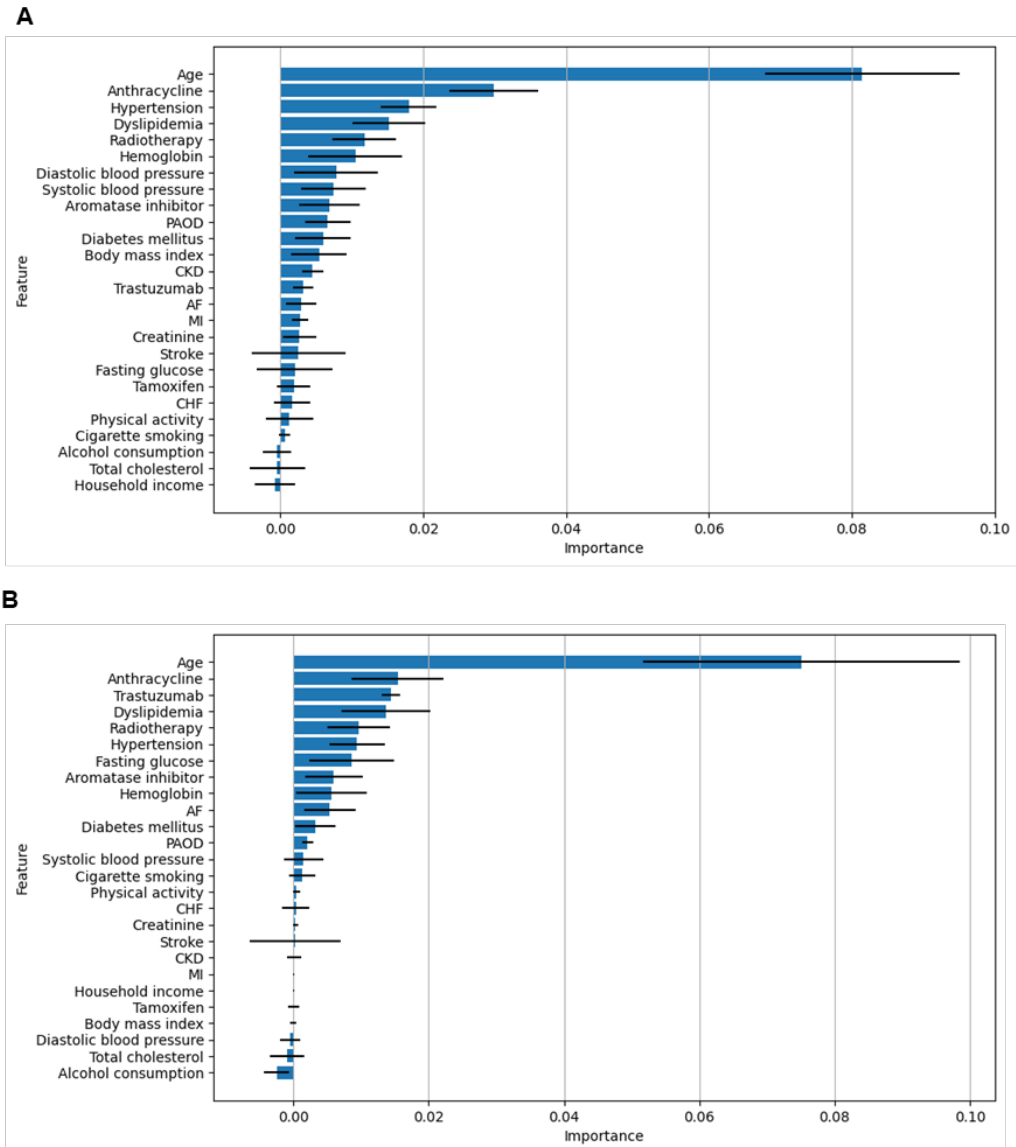 A
Age
Anthracycline
Hypertension
Dyslipidemia
Radiotherapy
Hemoglobin
Diastolic blood pressure
Systolic blood pressure
Aromatase inhibitor
PAOD
Diabetes mellitus
Body mass index
CKD
Trastuzumab
AF
MI
Creatinine
Stroke
Fasting glucose
Tamoxifen
CHF
Physical activity
Cigarette smoking
Alcohol consumption
Total cholesterol
Household income
Feature
0.00 0.02 0.04 0.06 0.08 0.10
Importance
B
Age
Anthracycline
Trastuzumab
Dyslipidemia
Radiotherapy
Hypertension
Fasting glucose
Aromatase inhibitor
Hemoglobin
AF
Diabetes mellitus
PAOD
Systolic blood pressure
Cigarette smoking
Physical activity
CHF
Creatinine
Stroke
CKD
MI
Household income
Tamoxifen
Body mass index
Diastolic blood pressure
Total cholesterol
Alcohol consumption
Feature
0.00 0.02 0.04 0.06 0.08 0.10
Importance